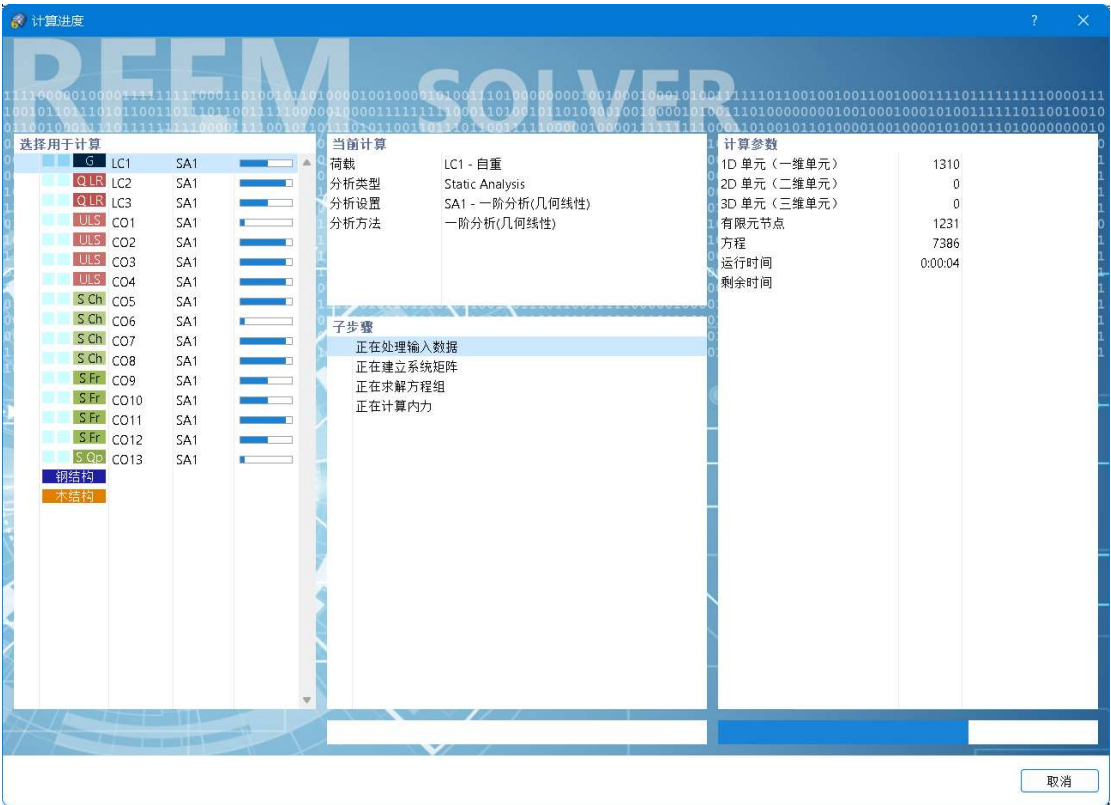 计算进度
RFEM SOLVER
选择用于计算
G LC1 SA1
Q LR LC2 SA1
Q LR LC3 SA1
ULS CO1 SA1
ULS CO2 SA1
ULS CO3 SA1
ULS CO4 SA1
S Ch CO5 SA1
S Ch CO6 SA1
S Ch CO7 SA1
S Ch CO8 SA1
S Fr CO9 SA1
S Fr CO10 SA1
S Fr CO11 SA1
S Fr CO12 SA1
S Qp CO13 SA1
钢结构
木结构
当前计算
荷载 LC1 - 自重
分析类型 Static Analysis
分析设置 SA1 - 一阶分析(几何线性)
分析方法 一阶分析(几何线性)
子步骤
正在处理输入数据
正在建立系统矩阵
正在求解方程组
正在计算内力
计算参数
1D 单元（一维单元） 1310
2D 单元（二维单元） 0
3D 单元（三维单元） 0
有限元节点 1231
方程 7386
运行时间 0:00:04
剩余时间
取消